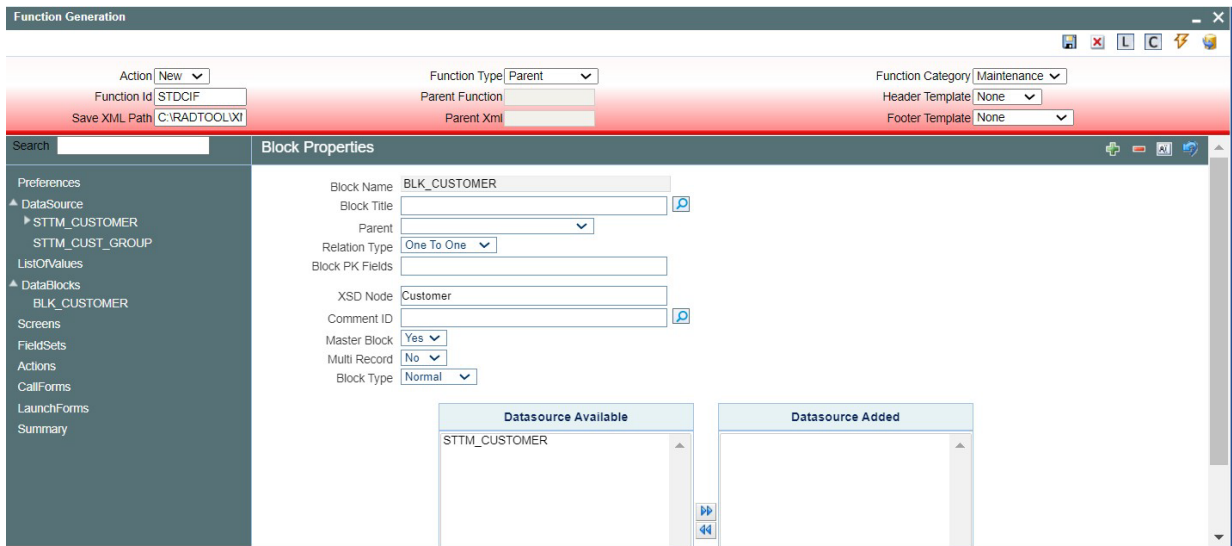 Function Generation
L C
Action New Function Type Parent Function Category Maintenance
Function Id STDCIF Parent Function Header Template None
Save XML Path C:\RADTOOL\XI Parent Xml Footer Template None
Search Block Properties
Preferences
DataSource
STTM_CUSTOMER
STTM_CUST_GROUP
ListOfValues
DataBlocks
BLK_CUSTOMER
Screens
FieldSets
Actions
CallForms
LaunchForms
Summary
Block Name BLK_CUSTOMER
Block Title
Parent
Relation Type One To One
Block PK Fields
XSD Node Customer
Comment ID
Master Block Yes
Multi Record No
Block Type Normal
Datasource Available Datasource Added
STTM_CUSTOMER